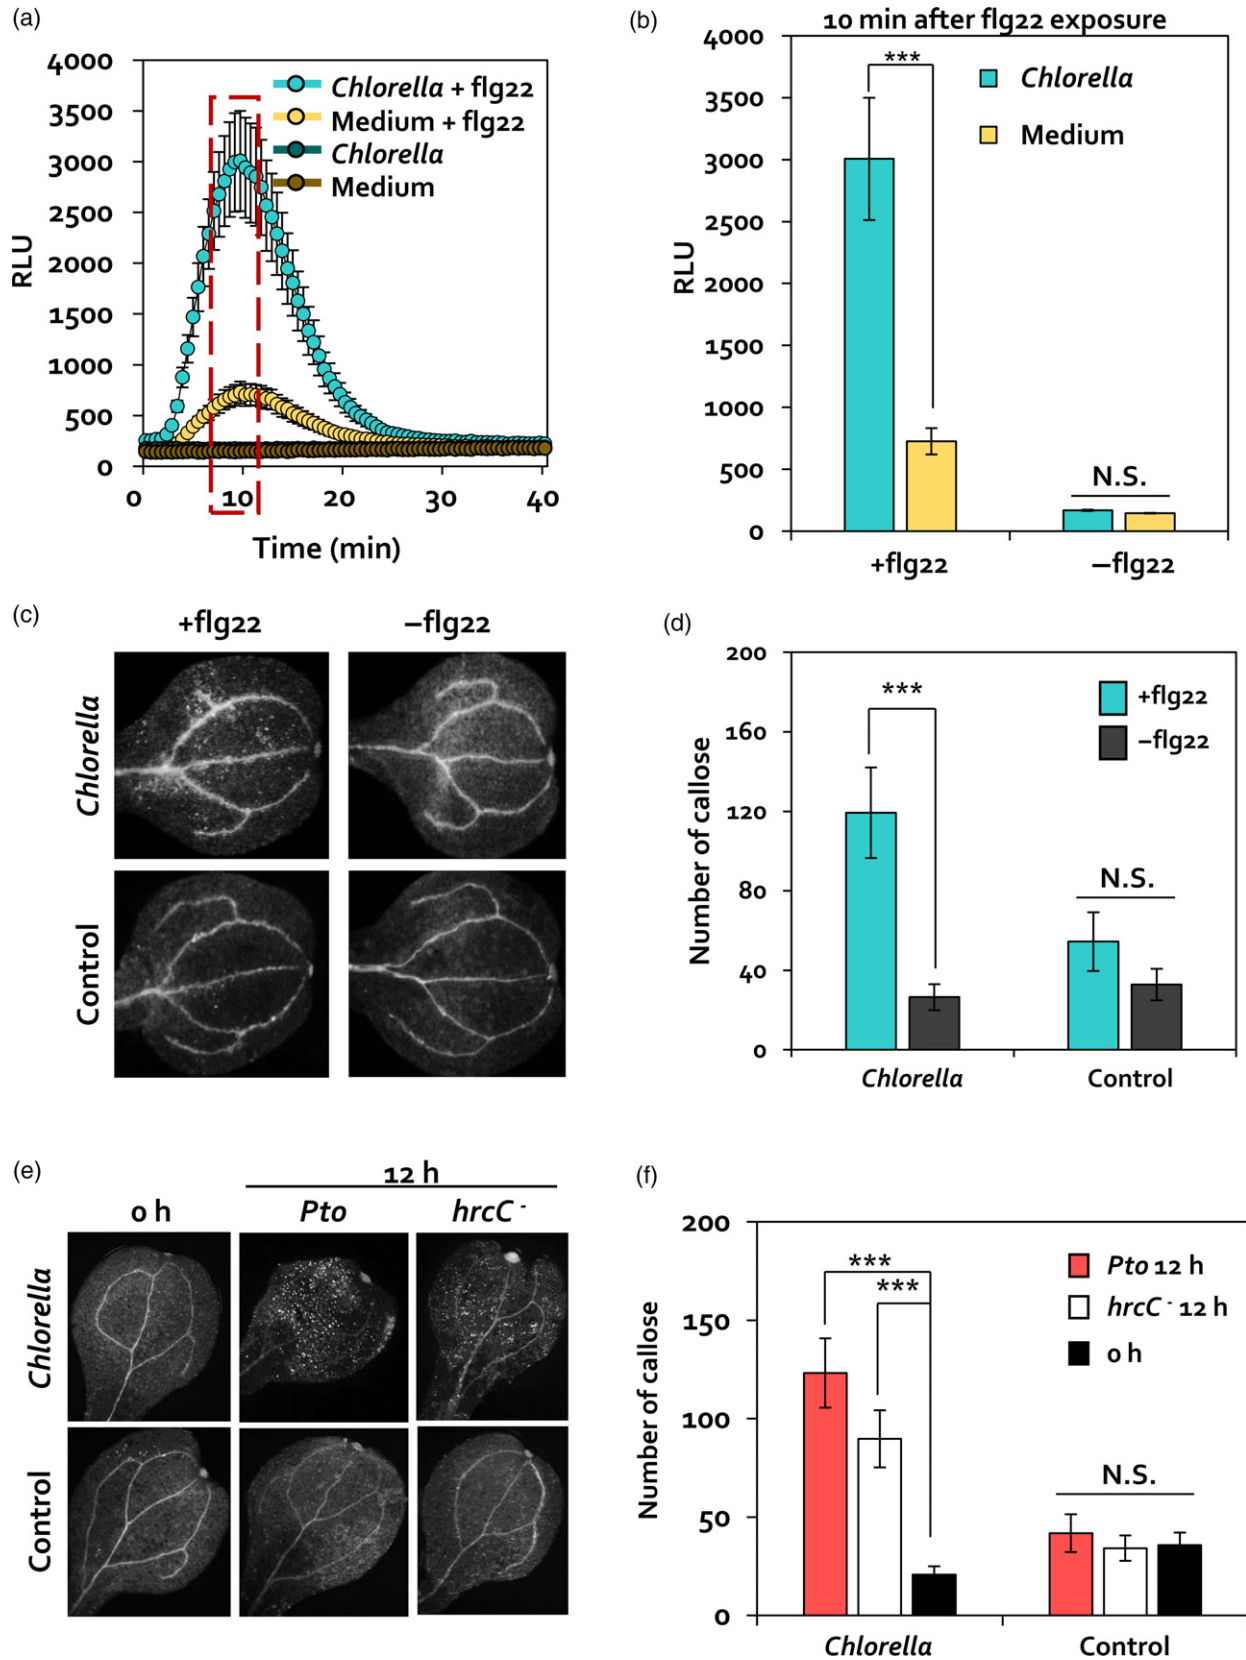 (a)
4000
3500
3000
2500
2000
1500
1000
500
0
RLU
0 10 20 30 40
Time (min)
Chlorella + flg22
Medium + flg22
Chlorella
Medium
(b)
10 min after flg22 exposure
4000
3500
3000
2500
2000
1500
1000
500
0
RLU
***
Chlorella
Medium
N.S.
+flg22 –flg22
(c)
+flg22 –flg22
Chlorella
Control
(d)
200
160
120
80
40
0
Number of callose
***
+flg22
–flg22
N.S.
Chlorella Control
(e)
12 h
0 h Pto hrcC -
Chlorella
Control
(f)
200
150
100
50
0
Number of callose
***
***
Pto 12 h
hrcC - 12 h
0 h
N.S.
Chlorella Control